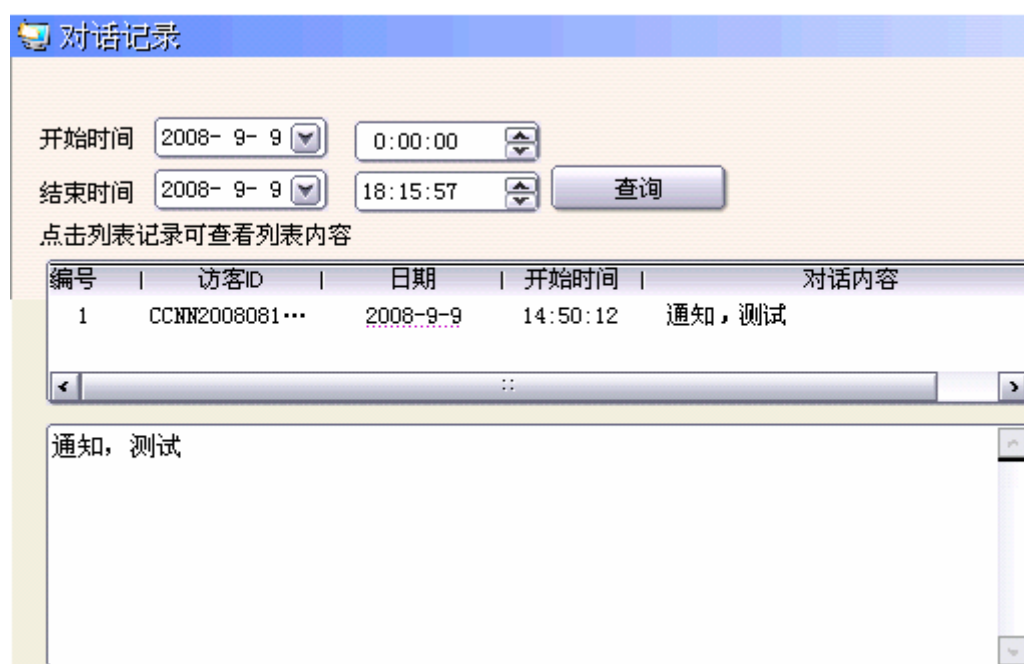 对话记录
开始时间 2008- 9- 9 0:00:00
结束时间 2008- 9- 9 18:15:57 查询
点击列表记录可查看列表内容
编号 | 访客ID | 日期 | 开始时间 | 对话内容
1 CCNN2008081… 2008-9-9 14:50:12 通知，测试
通知，测试